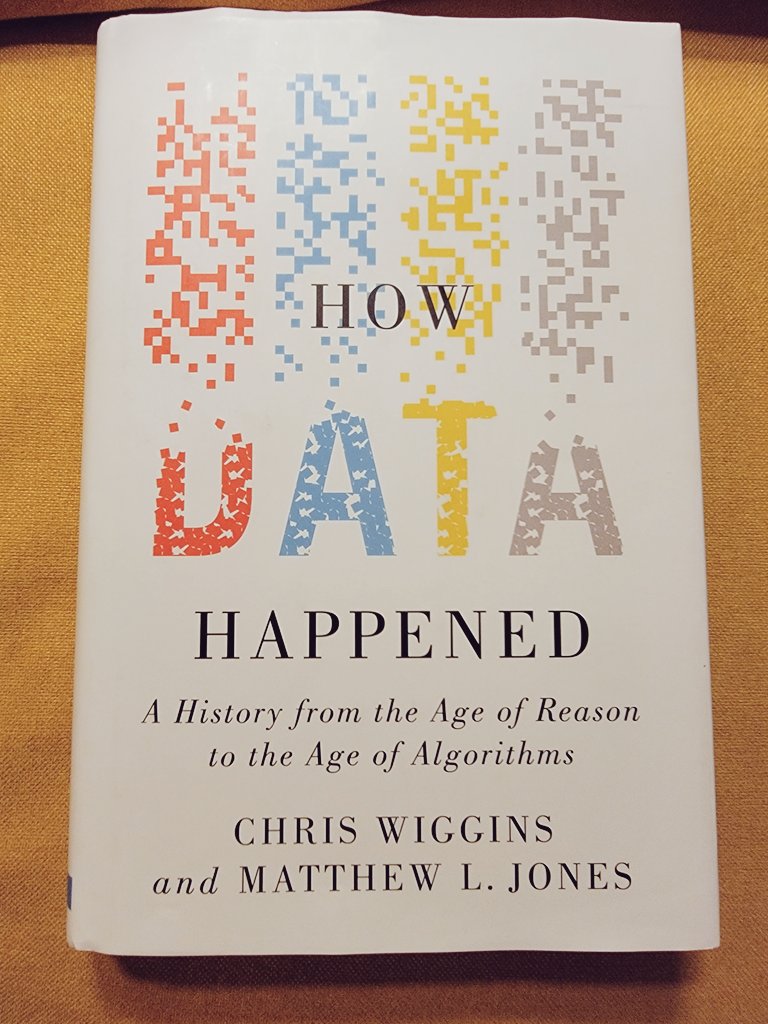 HOW
DATA
HAPPENED
A History from the Age of Reason
to the Age of Algorithms
CHRIS WIGGINS
and MATTHEW L. JONES